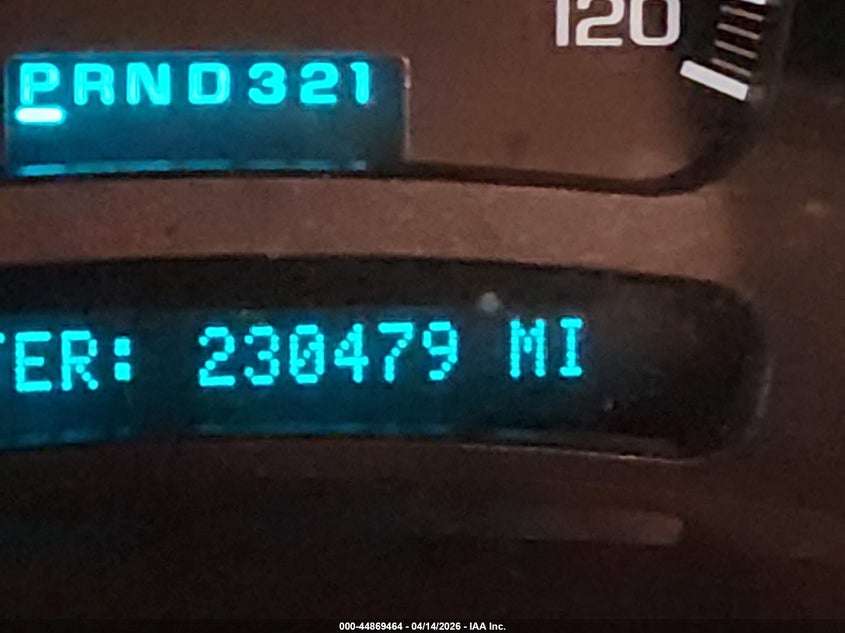 120
PRND321
TER: 230479 MI
000-44869464 - 04/14/2026 - IAA Inc.